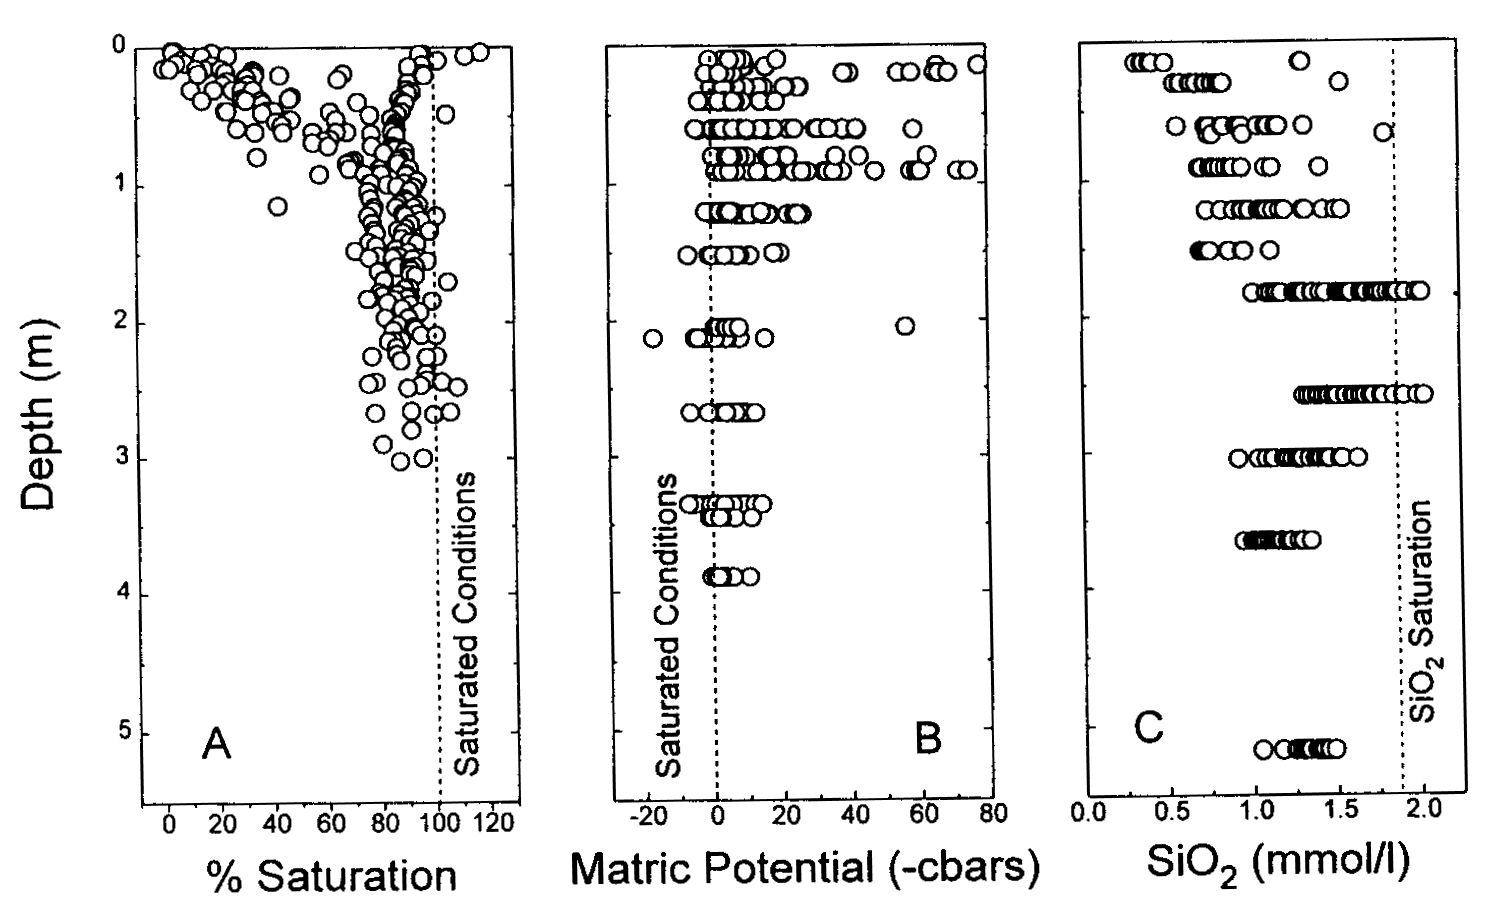 Depth (m)
0
1
2
3
4
5
A
Saturated Conditions
0 20 40 60 80 100 120
% Saturation
Saturated Conditions
B
-20 0 20 40 60 80
Matric Potential (-cbars)
C
SiO2 Saturation
0.0 0.5 1.0 1.5 2.0
SiO2 (mmol/l)